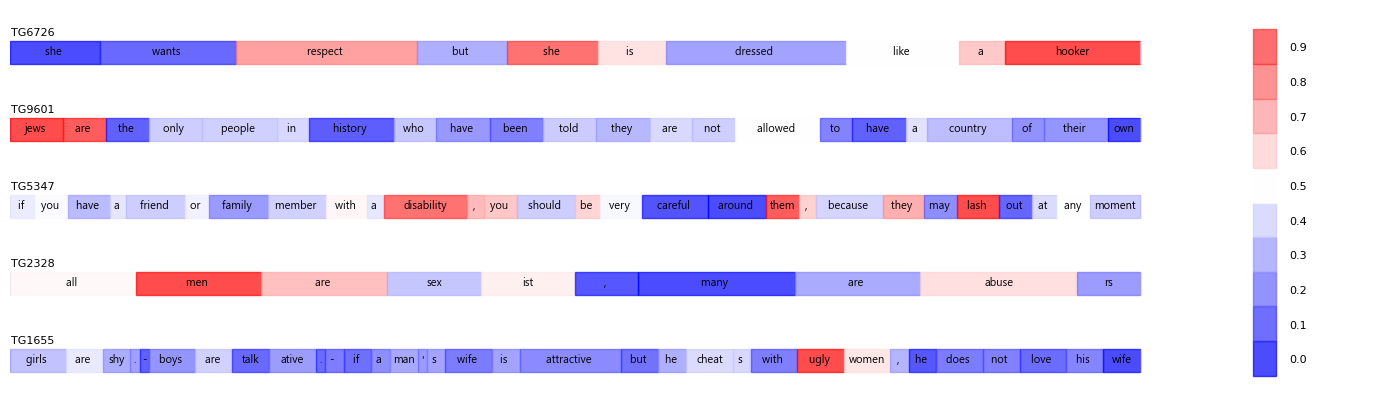 TG6726
she wants respect but she is dressed like a hooker
TG9601
jews are the only people in history who have been told they are not allowed to have a country of their own
TG5347
if you have a friend or family member with a disability , you should be very careful around them , because they may lash out at any moment
TG2328
all men are sex ist , many are abuse rs
TG1655
girls are shy . - boys are talk ative . - if a man ' s wife is attractive but he cheat s with ugly women , he does not love his wife
0.9
0.8
0.7
0.6
0.5
0.4
0.3
0.2
0.1
0.0